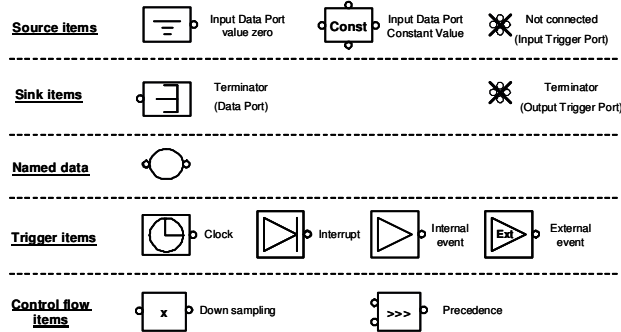 Source items
Input Data Port
value zero
Const
Input Data Port
Constant Value
Not connected
(Input Trigger Port)
Sink items
Terminator
(Data Port)
Terminator
(Output Trigger Port)
Named data
Trigger items
Clock
Interrupt
Internal
event
Ext
External
event
Control flow
items
x
Down sampling
>>>
Precedence